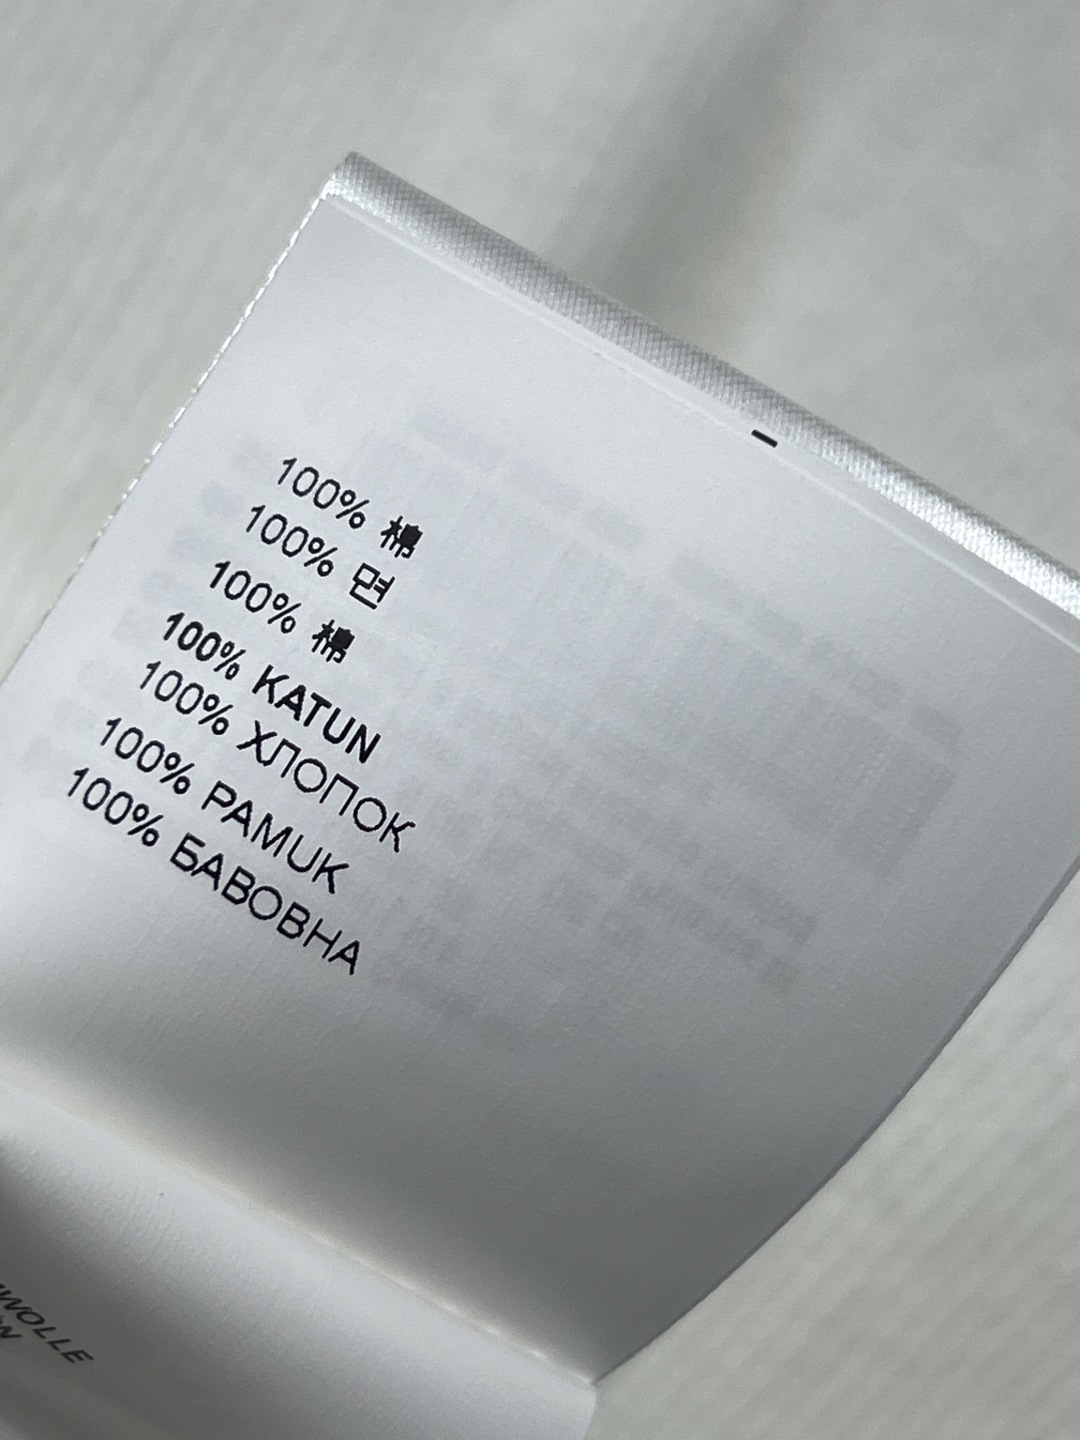 100% 棉
100% 면
100% 棉
100% KATUN
100% ХЛОПОК
100% PAMUK
100% БАВОВНА